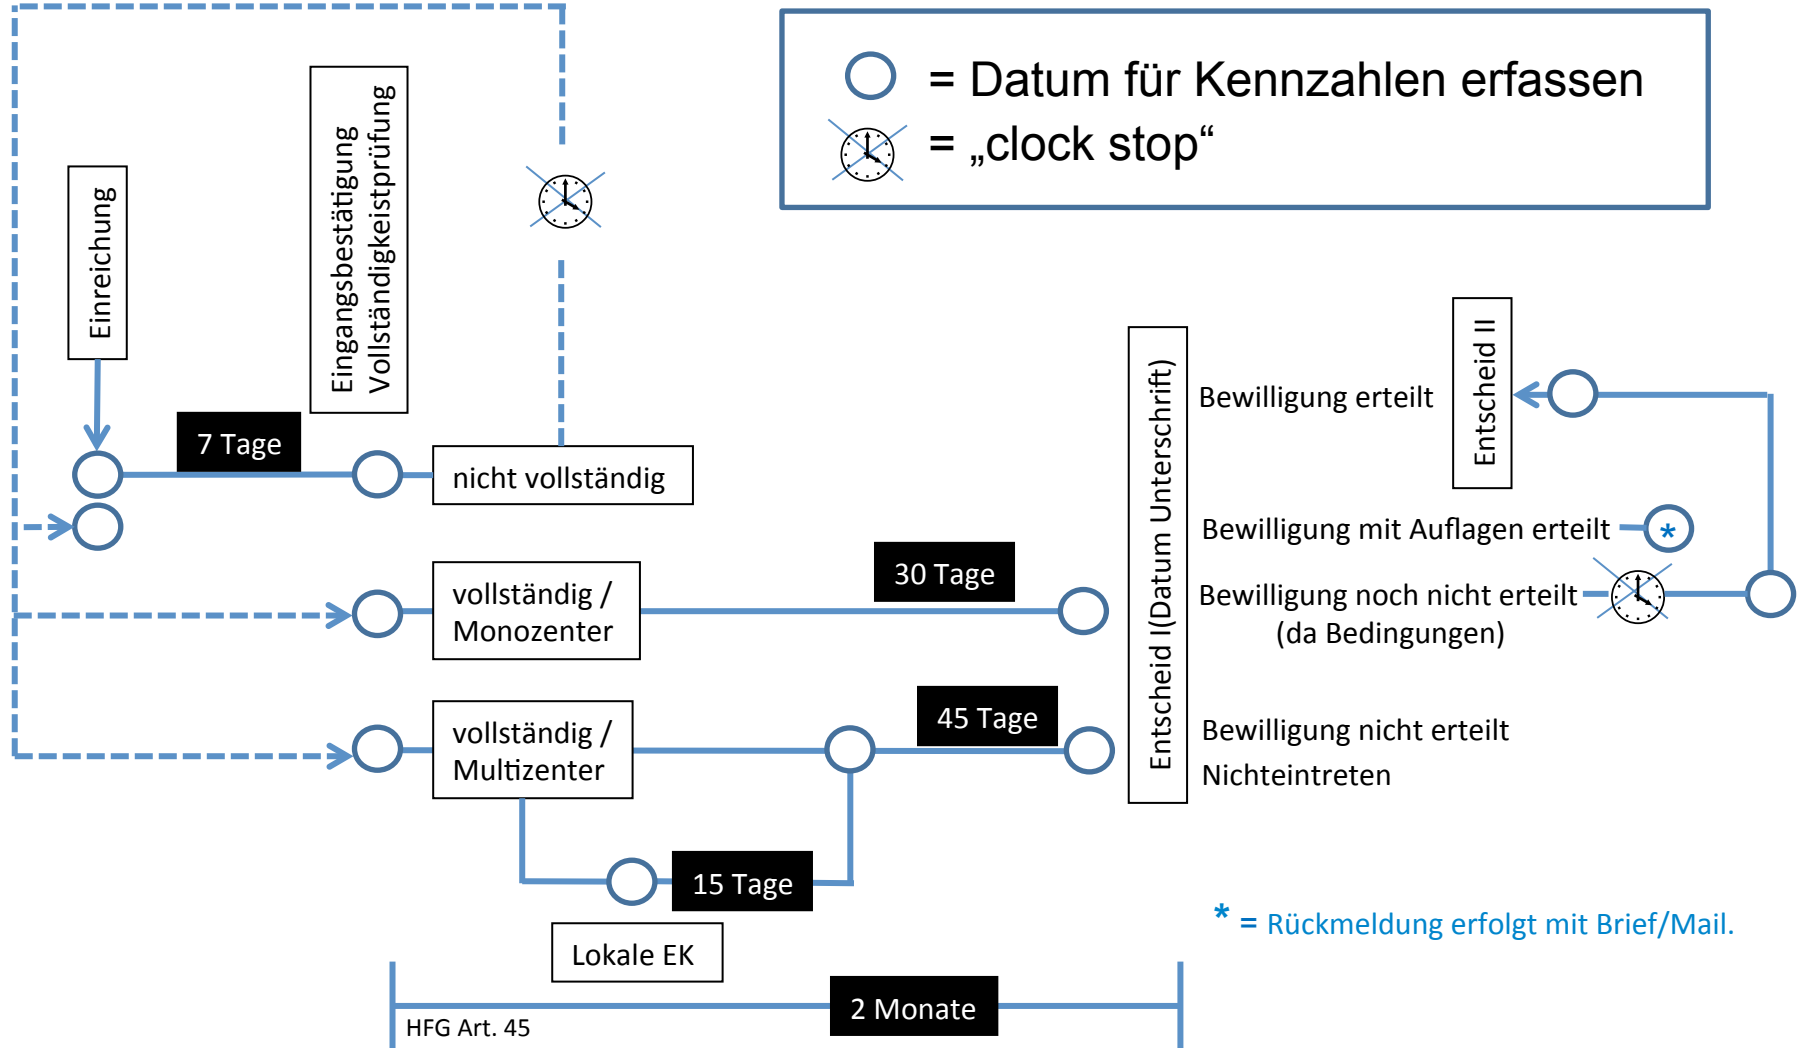 = Datum für Kennzahlen erfassen
= „clock stop“
Einreichung
Eingangsbestätigung
Vollständigkeistprüfung
7 Tage
nicht vollständig
vollständig /
Monozenter
30 Tage
vollständig /
Multizenter
45 Tage
15 Tage
Lokale EK
2 Monate
HFG Art. 45
Entscheid I(Datum Unterschrift)
Bewilligung erteilt
Entscheid II
Bewilligung mit Auflagen erteilt
*
Bewilligung noch nicht erteilt
(da Bedingungen)
Bewilligung nicht erteilt
Nichteintreten
* = Rückmeldung erfolgt mit Brief/Mail.